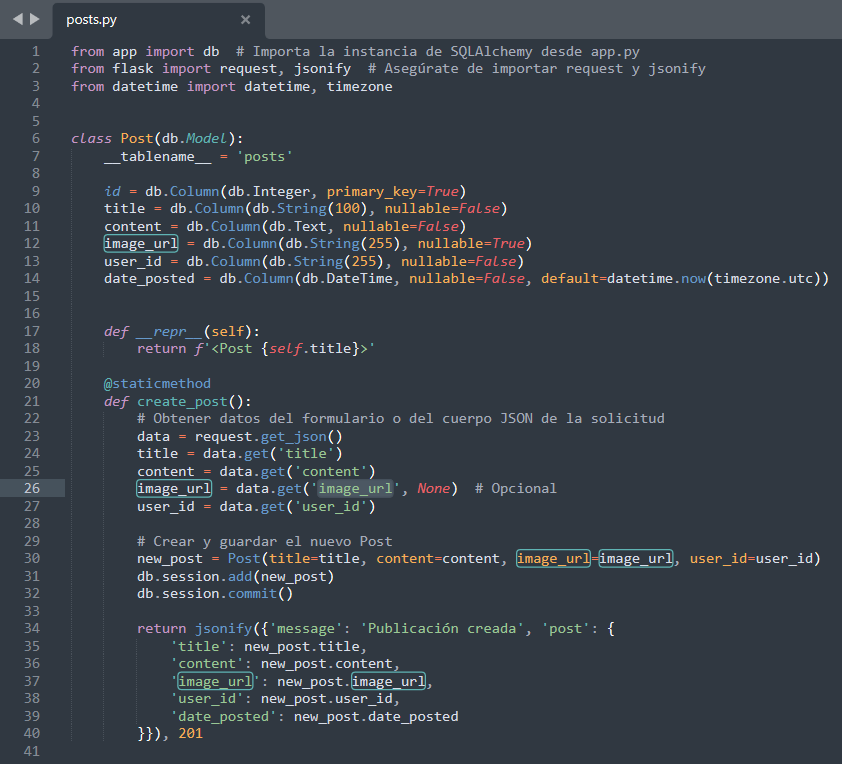 posts.py
1 from app import db  # Importa la instancia de SQLAlchemy desde app.py
2 from flask import request, jsonify  # Asegúrate de importar request y jsonify
3 from datetime import datetime, timezone
4
5
6 class Post(db.Model):
7     __tablename__ = 'posts'
8
9     id = db.Column(db.Integer, primary_key=True)
10     title = db.Column(db.String(100), nullable=False)
11     content = db.Column(db.Text, nullable=False)
12     image_url = db.Column(db.String(255), nullable=True)
13     user_id = db.Column(db.String(255), nullable=False)
14     date_posted = db.Column(db.DateTime, nullable=False, default=datetime.now(timezone.utc))
15
16
17     def __repr__(self):
18         return f'<Post {self.title}>'
19
20     @staticmethod
21     def create_post():
22         # Obtener datos del formulario o del cuerpo JSON de la solicitud
23         data = request.get_json()
24         title = data.get('title')
25         content = data.get('content')
26         image_url = data.get('image_url', None)  # Opcional
27         user_id = data.get('user_id')
28
29         # Crear y guardar el nuevo Post
30         new_post = Post(title=title, content=content, image_url=image_url, user_id=user_id)
31         db.session.add(new_post)
32         db.session.commit()
33
34         return jsonify({'message': 'Publicación creada', 'post': {
35             'title': new_post.title,
36             'content': new_post.content,
37             'image_url': new_post.image_url,
38             'user_id': new_post.user_id,
39             'date_posted': new_post.date_posted
40         }}), 201
41